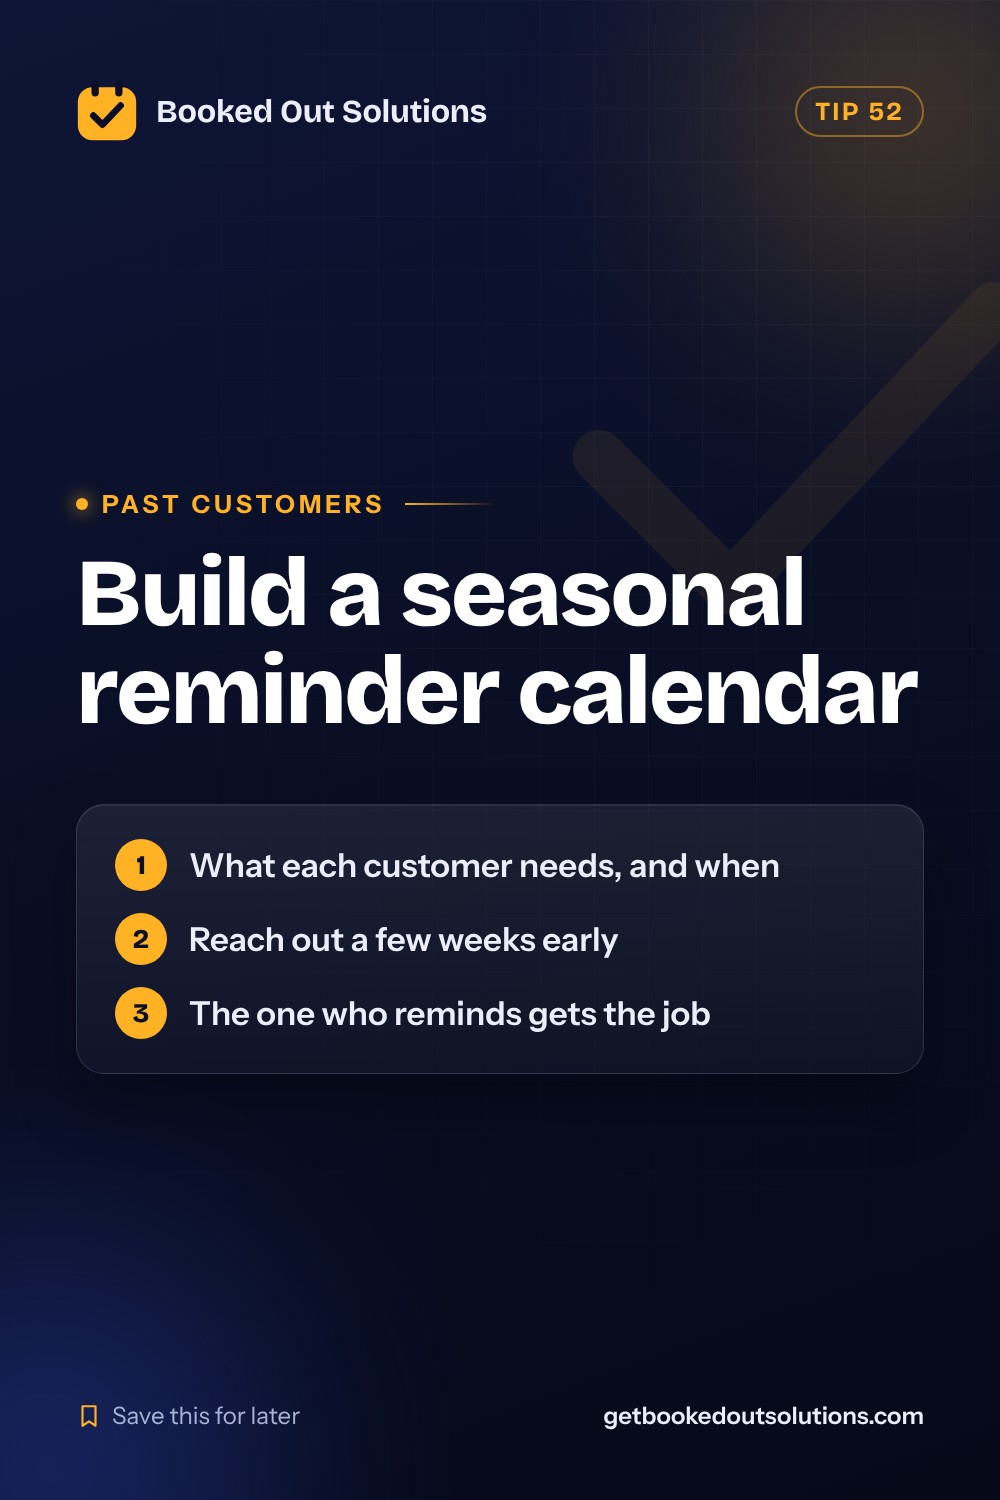 Booked Out Solutions
TIP 52
PAST CUSTOMERS
Build a seasonal
reminder calendar
1 What each customer needs, and when
2 Reach out a few weeks early
3 The one who reminds gets the job
Save this for later
getbookedoutsolutions.com